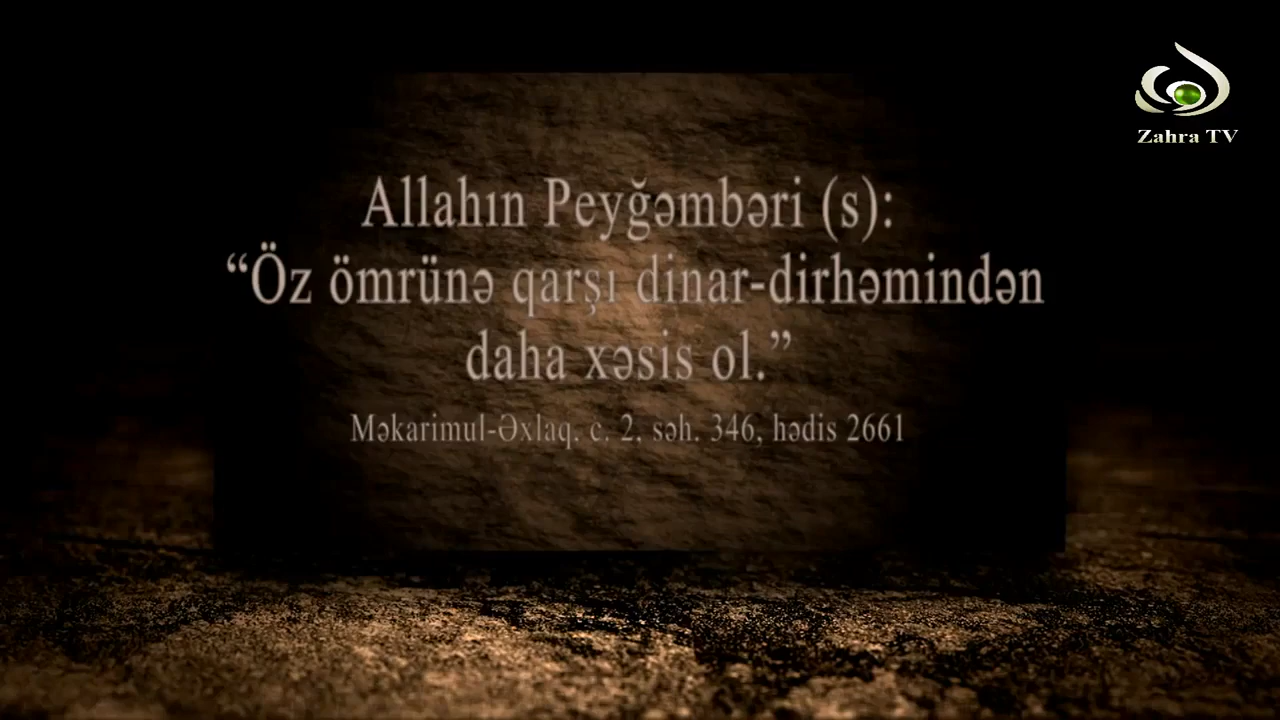 Zahra TV
Allahın Peyğəmbəri (s):
“Öz ömrünə qarşı dinar-dirhəmindən
daha xəsis ol.”
Məkarimul-Əxlaq, c. 2, səh. 346, hədis 2661